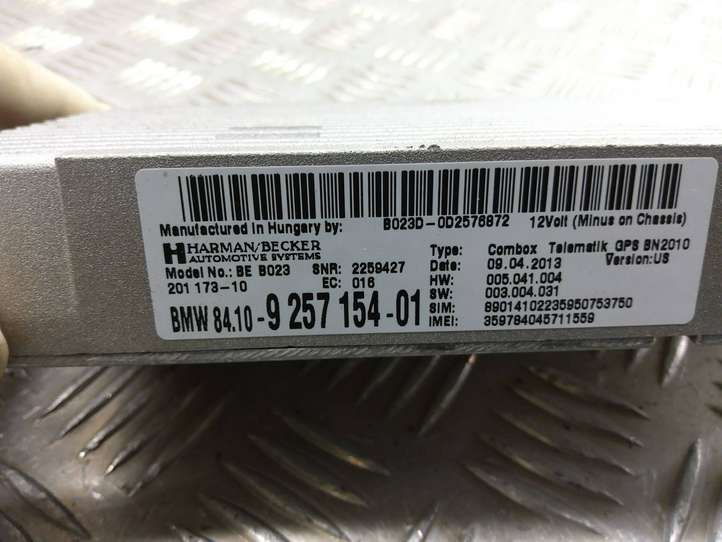 Manufactured in Hungary by: B023D-0D2576872 12Volt (Minus on Chassis)
HARMAN/BECKER
AUTOMOTIVE SYSTEMS
Type: Combox Telematik GPS BN2010
Model No.: BE B023 SNR: 2259427 Date: 09.04.2013 Version:US
201 173-10 EC: 016 HW: 005.041.004
SW: 003.004.031
BMW 84.10-9 257 154-01 SIM: 89014102235950753750
IMEI: 359784045711559